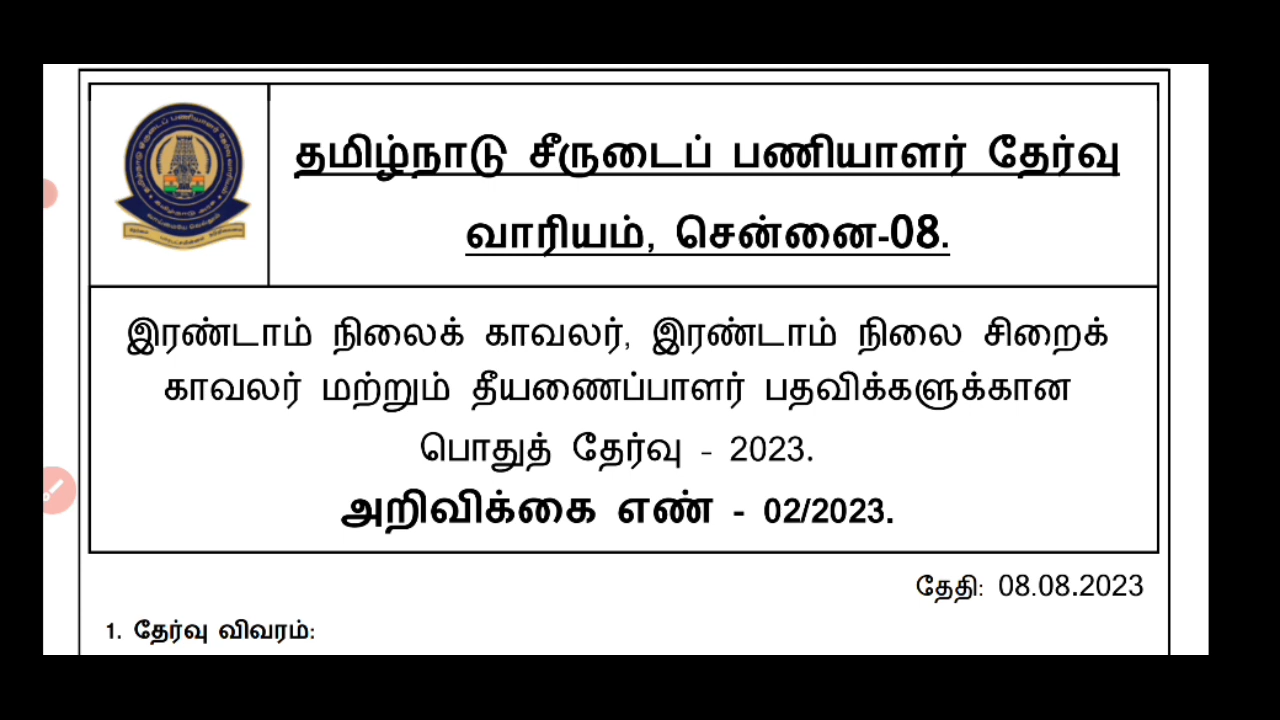 தமிழ்நாடு சீருடைப் பணியாளர் தேர்வு
வாரியம், சென்னை-08.
இரண்டாம் நிலைக் காவலர், இரண்டாம் நிலை சிறைக்
காவலர் மற்றும் தீயணைப்பாளர் பதவிக்களுக்கான
பொதுத் தேர்வு - 2023.
அறிவிக்கை எண் - 02/2023.
தேதி: 08.08.2023
1. தேர்வு விவரம்: